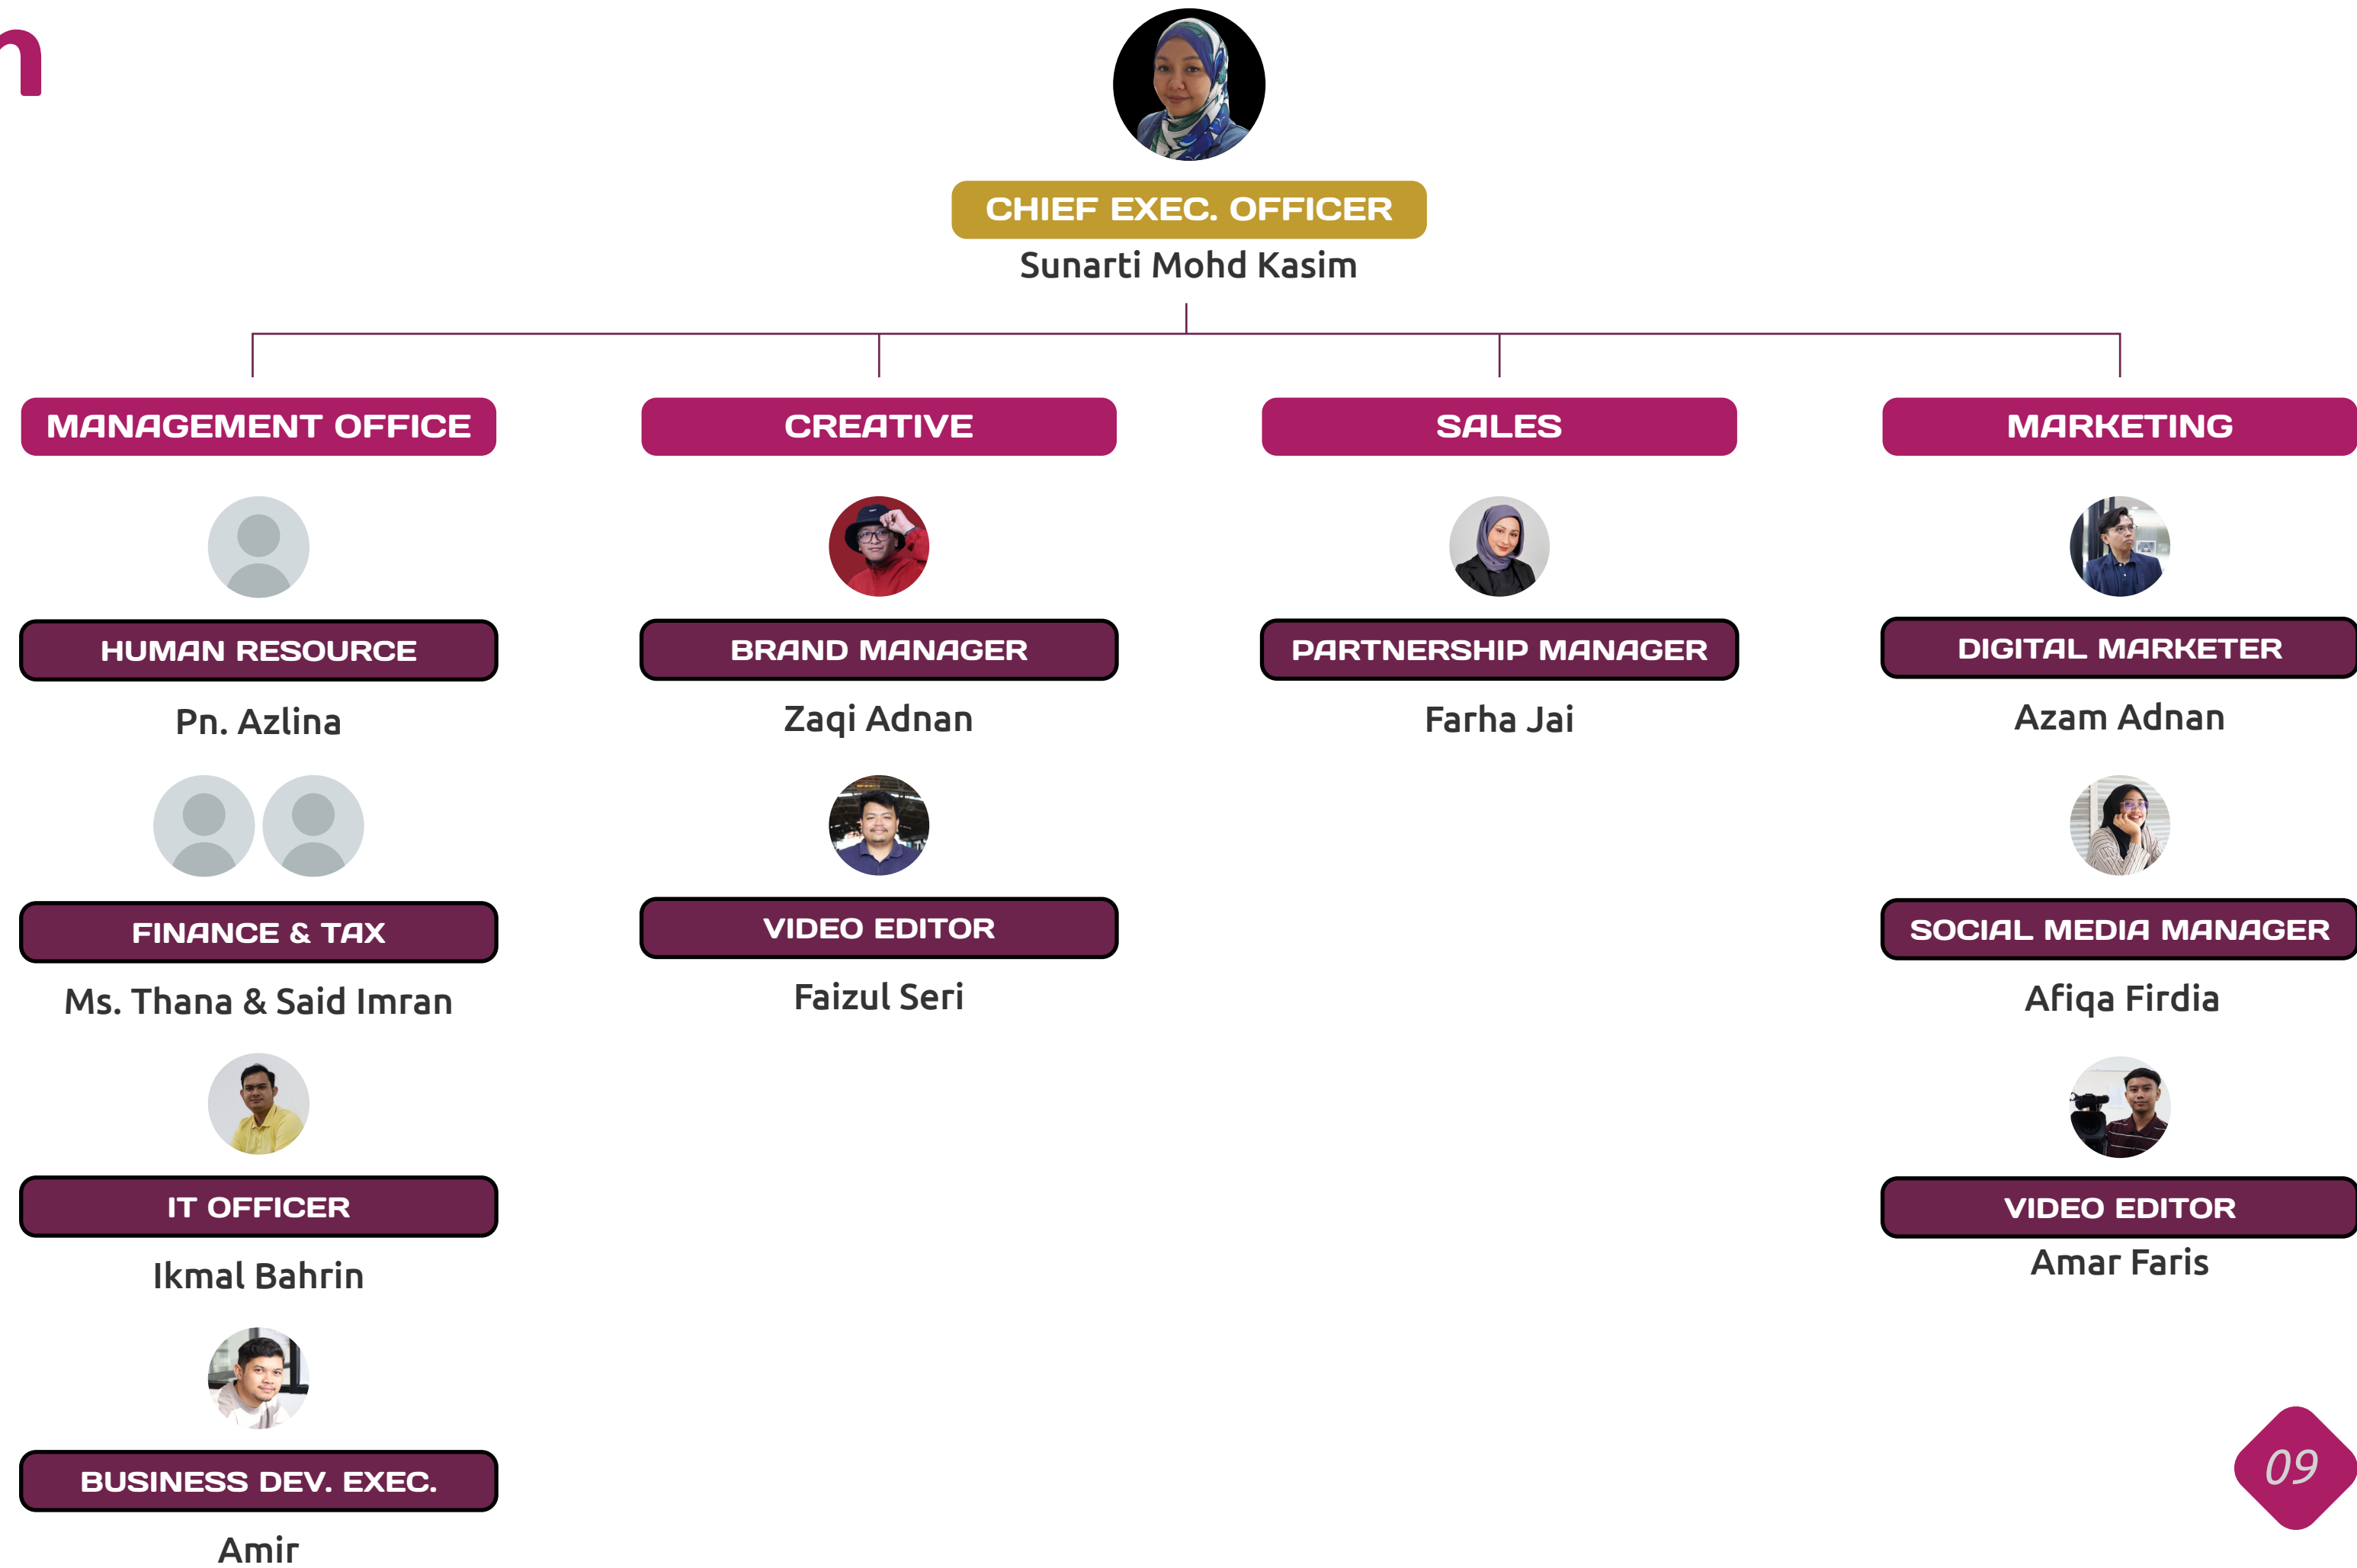 n
CHIEF EXEC. OFFICER
Sunarti Mohd Kasim
MANAGEMENT OFFICE
HUMAN RESOURCE
Pn. Azlina
FINANCE & TAX
Ms. Thana & Said Imran
IT OFFICER
Ikmal Bahrin
BUSINESS DEV. EXEC.
Amir
CREATIVE
BRAND MANAGER
Zaqi Adnan
VIDEO EDITOR
Faizul Seri
SALES
PARTNERSHIP MANAGER
Farha Jai
MARKETING
DIGITAL MARKETER
Azam Adnan
SOCIAL MEDIA MANAGER
Afiqa Firdia
VIDEO EDITOR
Amar Faris
09